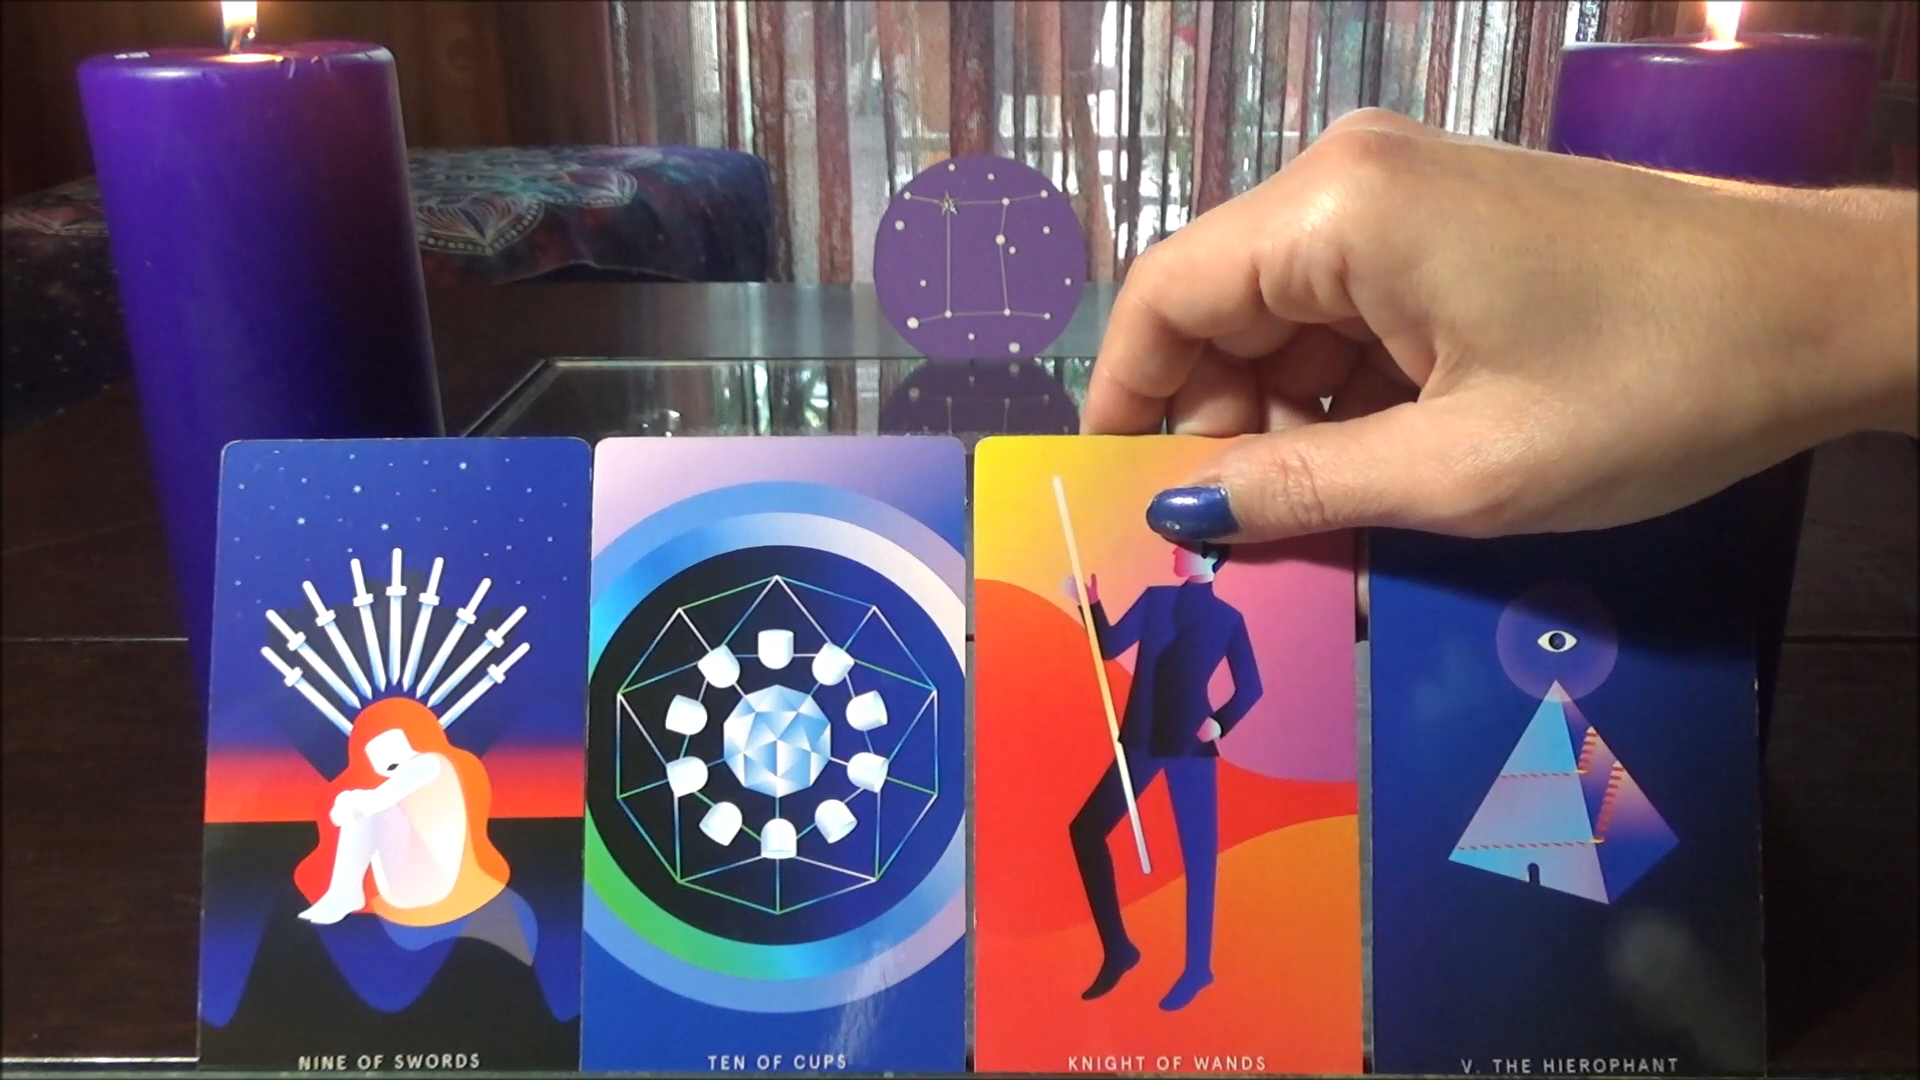 NINE OF SWORDS
TEN OF CUPS
KNIGHT OF WANDS
V. THE HIEROPHANT